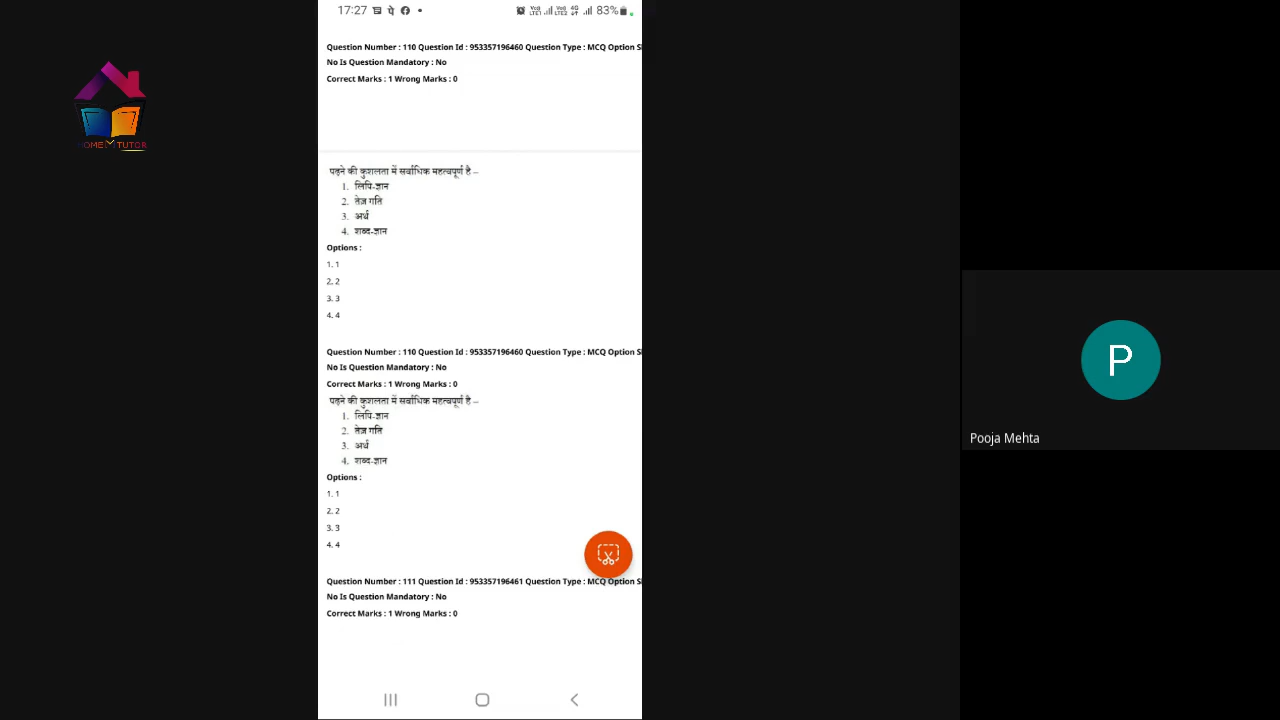 17:27
83%
Question Number : 110 Question Id : 953357196460 Question Type : MCQ Option S
No Is Question Mandatory : No
Correct Marks : 1 Wrong Marks : 0
HOME TUTOR
पढ़ने की कुशलता में सर्वाधिक महत्वपूर्ण है –
1. लिपि-ज्ञान
2. तेज़ गति
3. अर्थ
4. शब्द-ज्ञान
Options :
1. 1
2. 2
3. 3
4. 4
Question Number : 110 Question Id : 953357196460 Question Type : MCQ Option S
No Is Question Mandatory : No
Correct Marks : 1 Wrong Marks : 0
पढ़ने की कुशलता में सर्वाधिक महत्वपूर्ण है –
1. लिपि-ज्ञान
2. तेज़ गति
3. अर्थ
4. शब्द-ज्ञान
Options :
1. 1
2. 2
3. 3
4. 4
P
Pooja Mehta
Question Number : 111 Question Id : 953357196461 Question Type : MCQ Option S
No Is Question Mandatory : No
Correct Marks : 1 Wrong Marks : 0